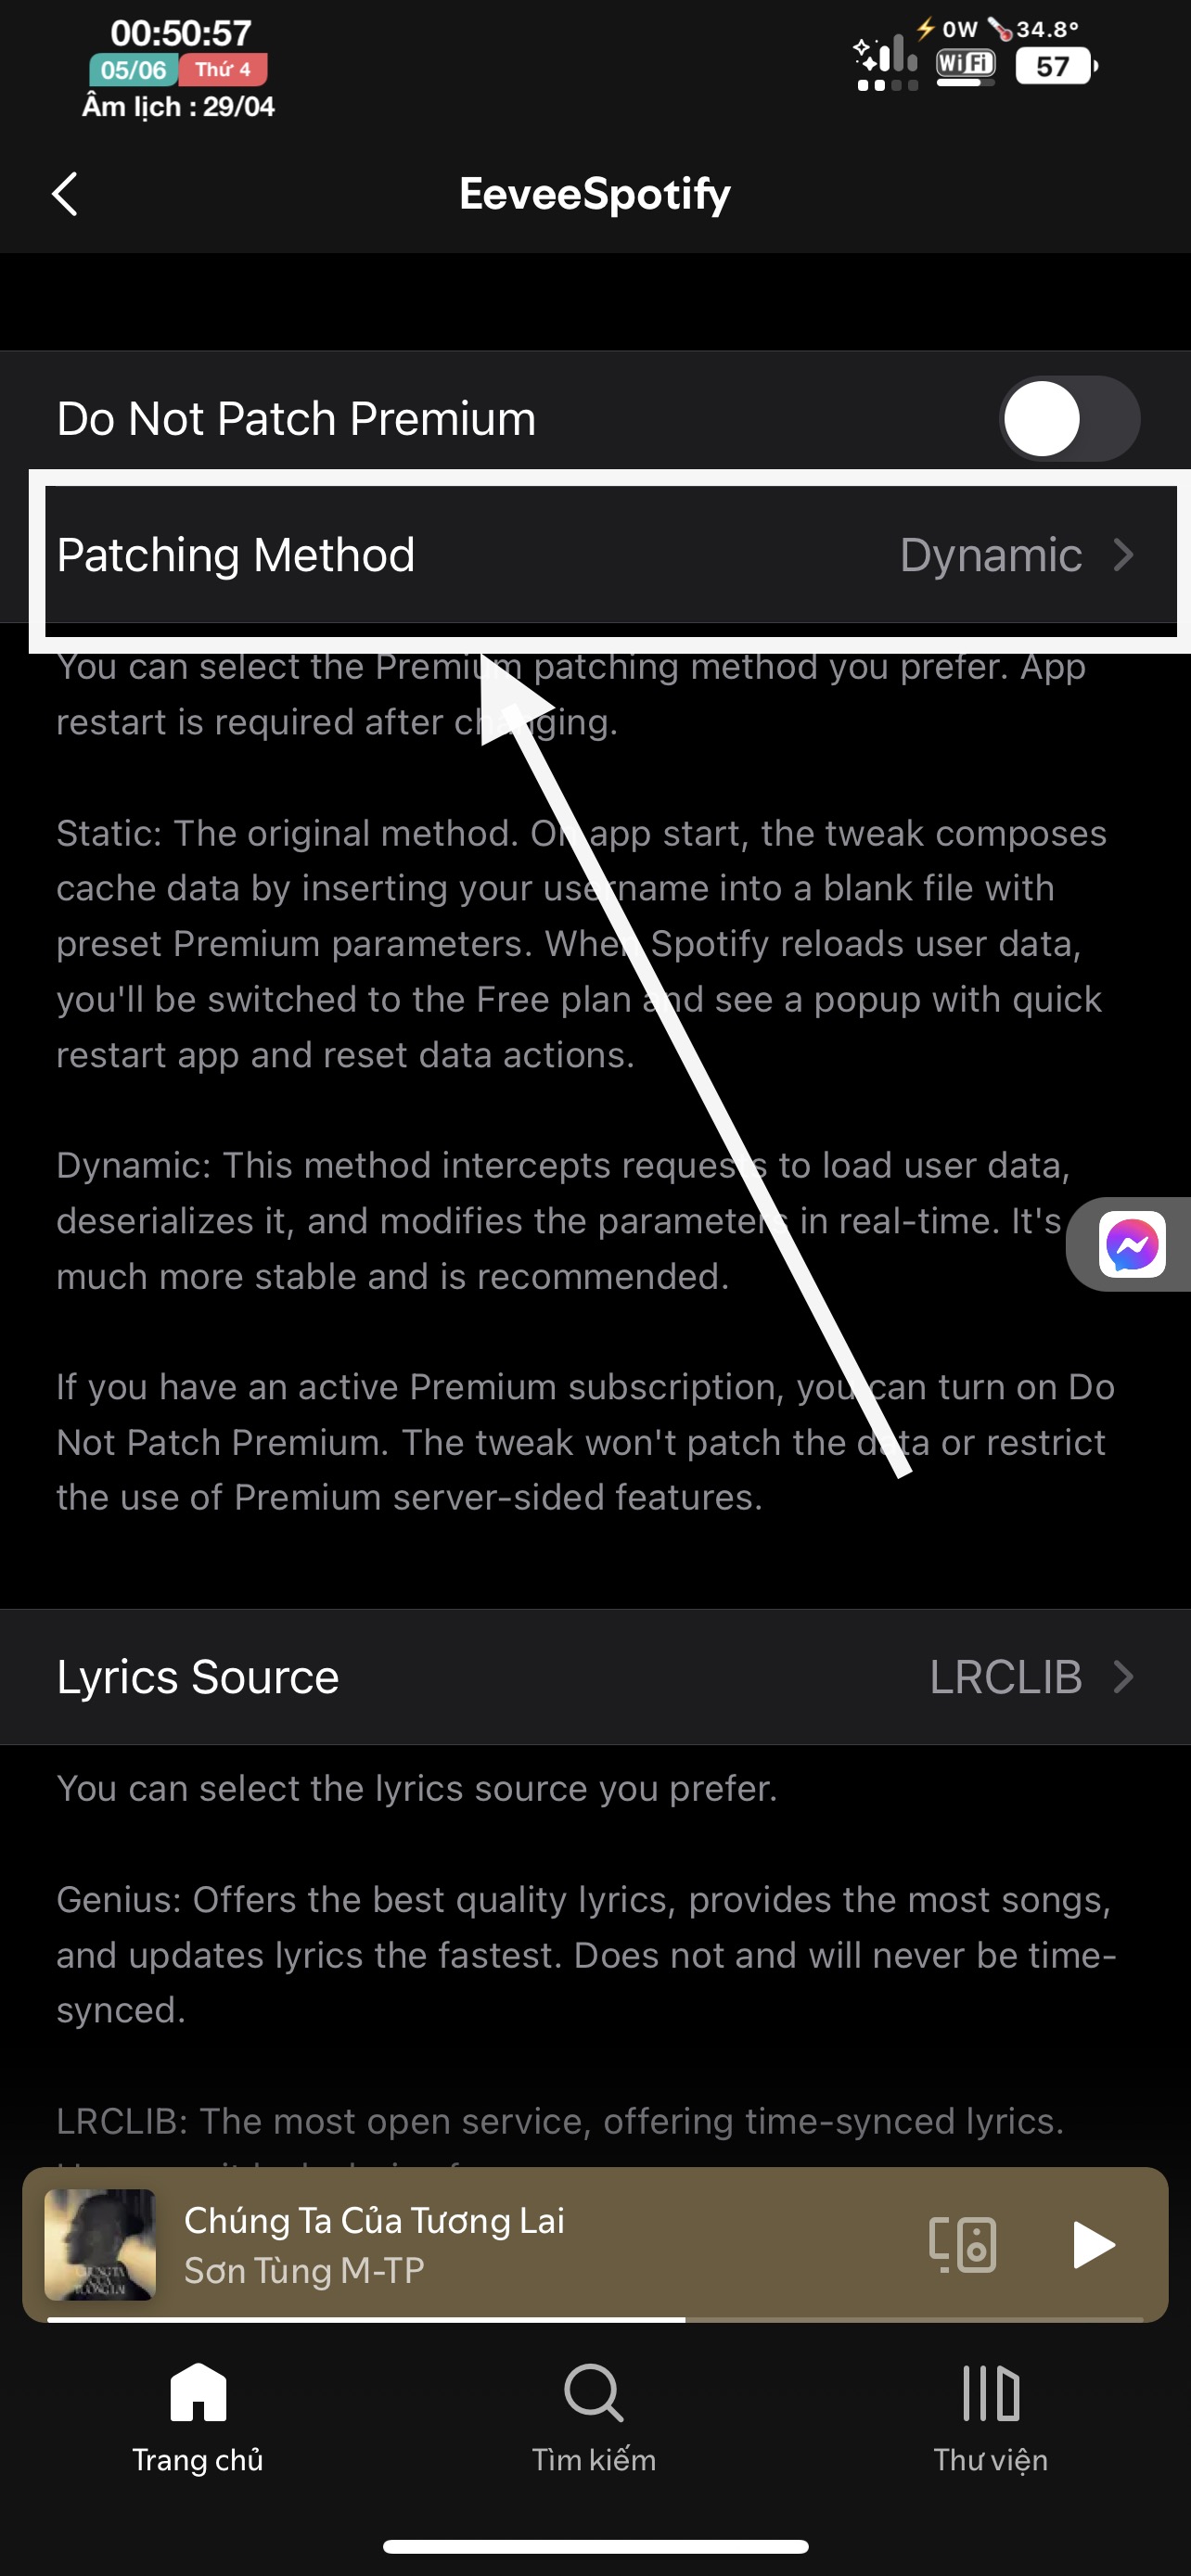 00:50:57
05/06 Thứ 4
Âm lịch : 29/04
0W 34.8°
WiFi 57
EeveeSpotify
Do Not Patch Premium
Patching Method Dynamic
You can select the Premium patching method you prefer. App
restart is required after changing.
Static: The original method. On app start, the tweak composes
cache data by inserting your username into a blank file with
preset Premium parameters. When Spotify reloads user data,
you'll be switched to the Free plan and see a popup with quick
restart app and reset data actions.
Dynamic: This method intercepts requests to load user data,
deserializes it, and modifies the parameters in real-time. It's
much more stable and is recommended.
If you have an active Premium subscription, you can turn on Do
Not Patch Premium. The tweak won't patch the data or restrict
the use of Premium server-sided features.
Lyrics Source LRCLIB
You can select the lyrics source you prefer.
Genius: Offers the best quality lyrics, provides the most songs,
and updates lyrics the fastest. Does not and will never be time-
synced.
LRCLIB: The most open service, offering time-synced lyrics.
Chúng Ta Của Tương Lai
Sơn Tùng M-TP
Trang chủ
Tìm kiếm
Thư viện